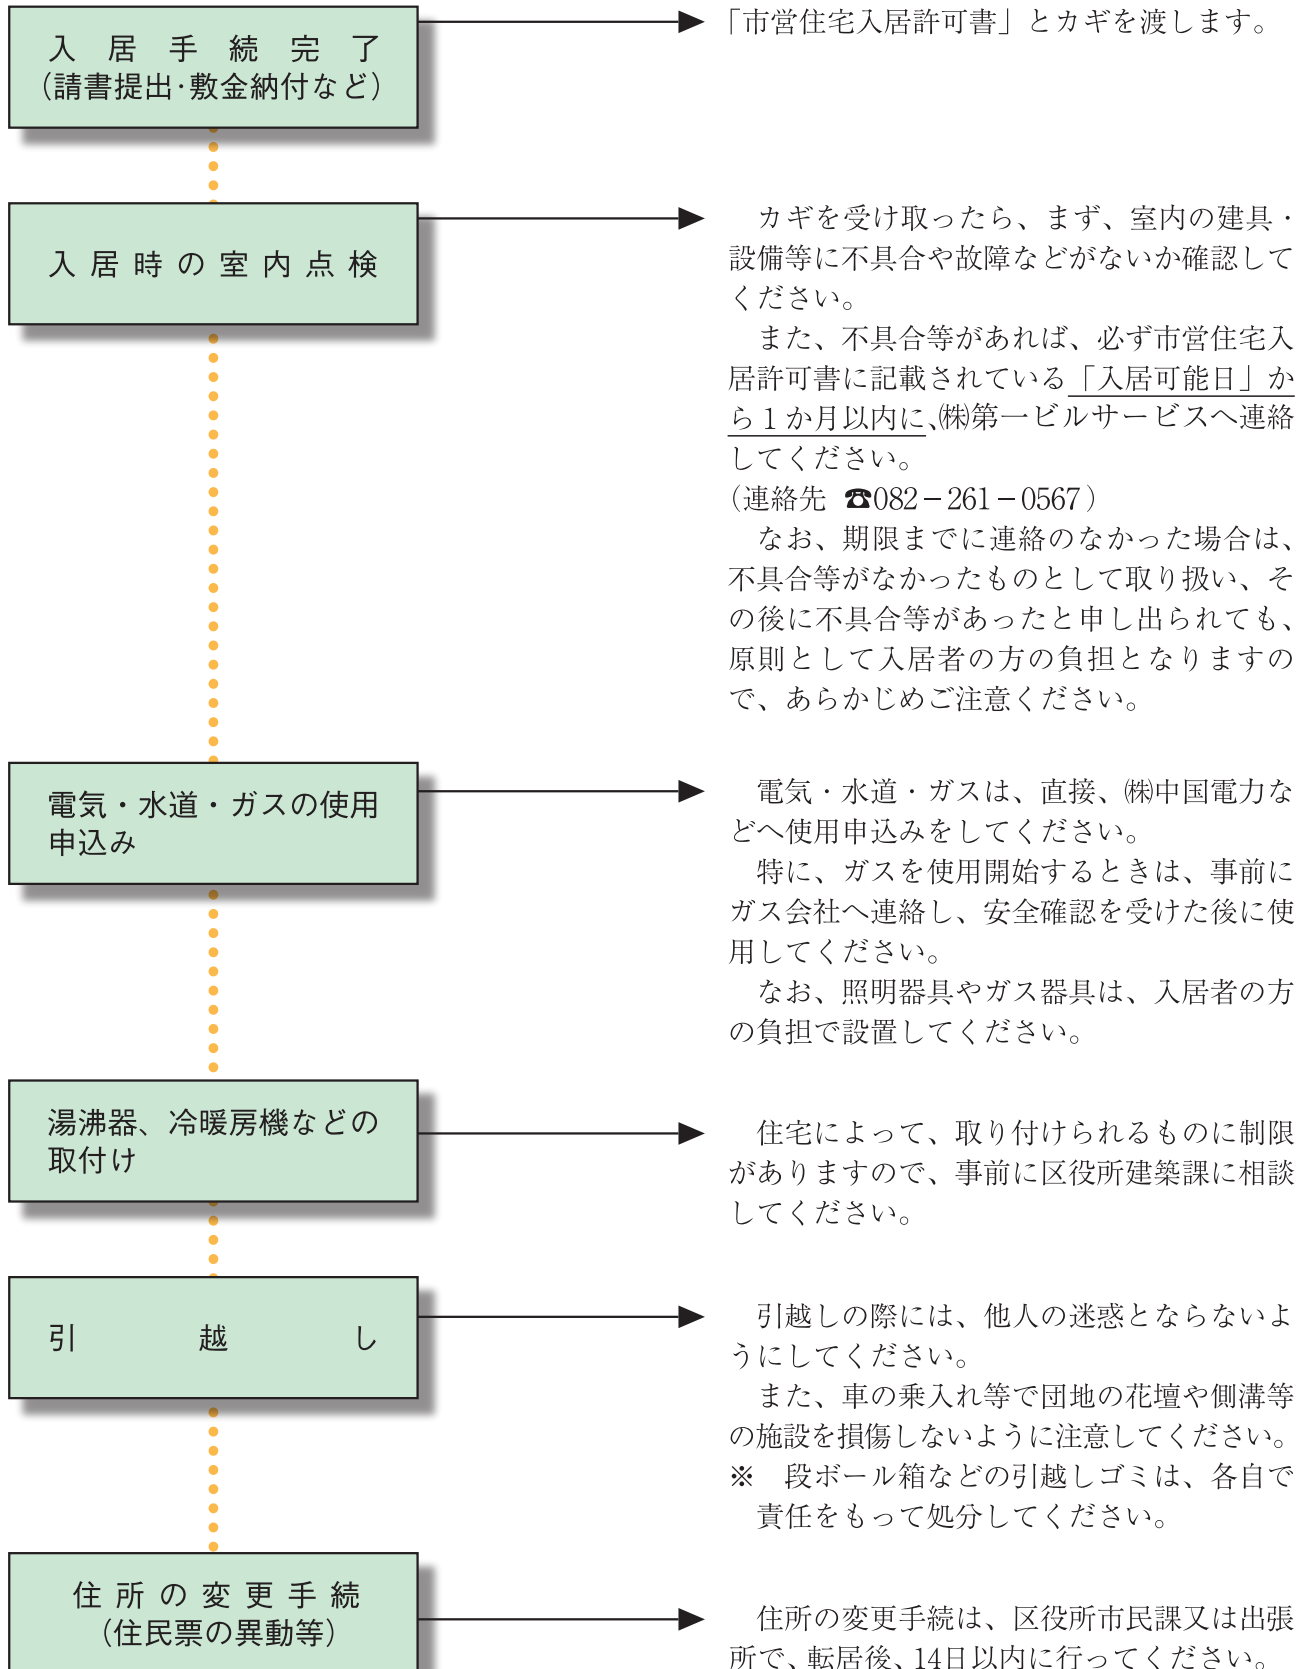 入居手続完了
（請書提出・敷金納付など）
「市営住宅入居許可書」とカギを渡します。
入居時の室内点検
カギを受け取ったら、まず、室内の建具・
設備等に不具合や故障などがないか確認して
ください。
また、不具合等があれば、必ず市営住宅入
居許可書に記載されている「入居可能日」か
ら１か月以内に、㈱第一ビルサービスへ連絡
してください。
（連絡先 ☎082－261－0567）
なお、期限までに連絡のなかった場合は、
不具合等がなかったものとして取り扱い、そ
の後に不具合等があったと申し出られても、
原則として入居者の方の負担となりますの
で、あらかじめご注意ください。
電気・水道・ガスの使用
申込み
電気・水道・ガスは、直接、㈱中国電力な
どへ使用申込みをしてください。
特に、ガスを使用開始するときは、事前に
ガス会社へ連絡し、安全確認を受けた後に使
用してください。
なお、照明器具やガス器具は、入居者の方
の負担で設置してください。
湯沸器、冷暖房機などの
取付け
住宅によって、取り付けられるものに制限
がありますので、事前に区役所建築課に相談
してください。
引越し
引越しの際には、他人の迷惑とならないよ
うにしてください。
また、車の乗入れ等で団地の花壇や側溝等
の施設を損傷しないように注意してください。
※　段ボール箱などの引越しゴミは、各自で
責任をもって処分してください。
住所の変更手続
（住民票の異動等）
住所の変更手続は、区役所市民課又は出張
所で、転居後、14日以内に行ってください。